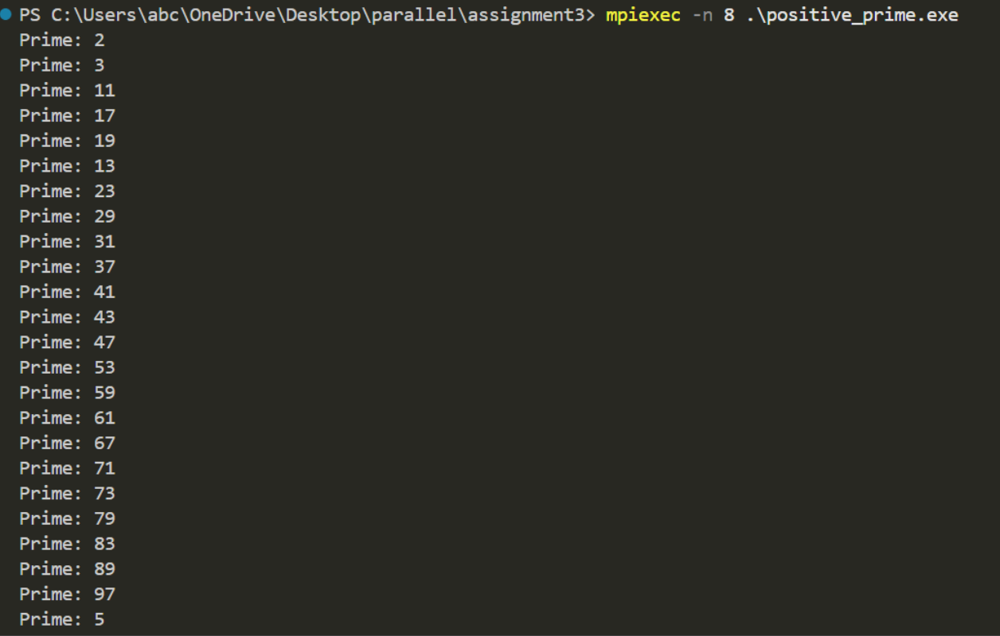 PS C:\Users\abc\OneDrive\Desktop\parallel\assignment3> mpiexec -n 8 .\positive_prime.exe
Prime: 2
Prime: 3
Prime: 11
Prime: 17
Prime: 19
Prime: 13
Prime: 23
Prime: 29
Prime: 31
Prime: 37
Prime: 41
Prime: 43
Prime: 47
Prime: 53
Prime: 59
Prime: 61
Prime: 67
Prime: 71
Prime: 73
Prime: 79
Prime: 83
Prime: 89
Prime: 97
Prime: 5